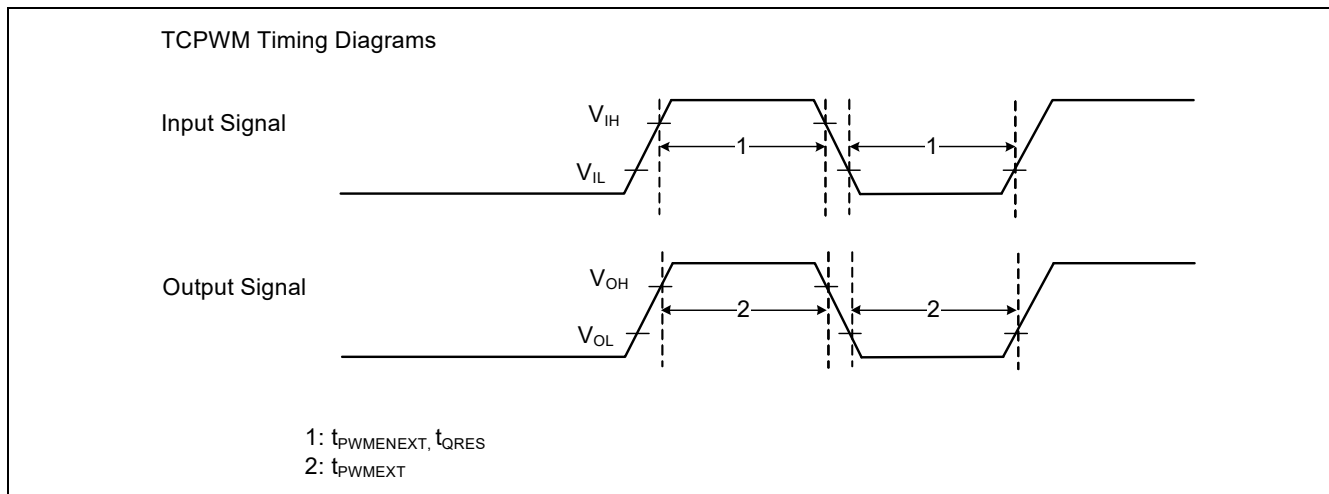 TCPWM Timing Diagrams
Input Signal
VIH
VIL
1
1
Output Signal
VOH
VOL
2
2
1: tPWMENEXT, tQRES
2: tPWMEXT